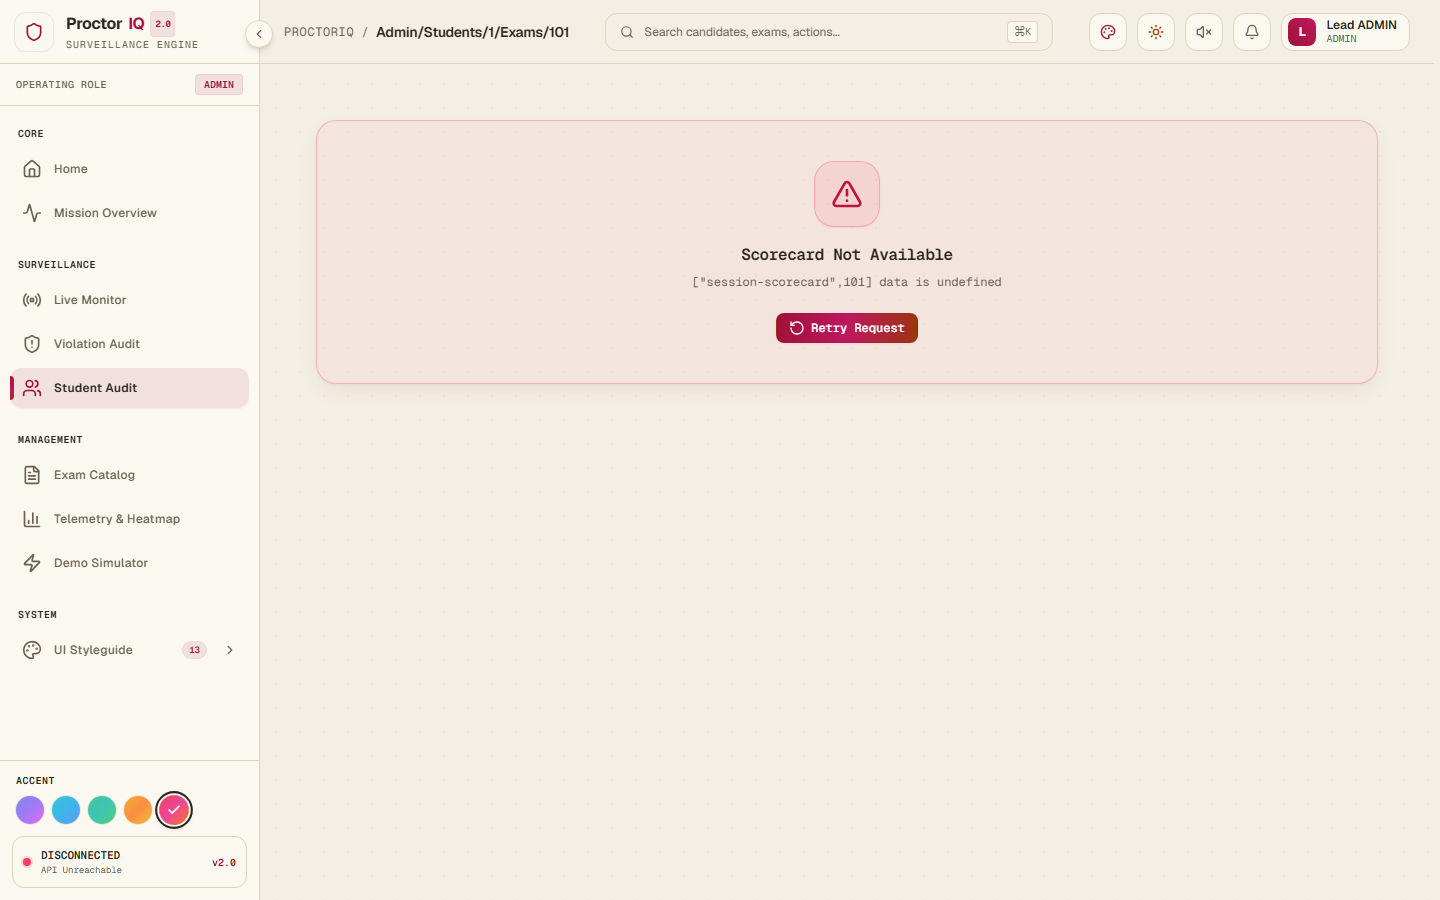 Proctor IQ 2.0
SURVEILLANCE ENGINE
OPERATING ROLE ADMIN
CORE
Home
Mission Overview
SURVEILLANCE
Live Monitor
Violation Audit
Student Audit
MANAGEMENT
Exam Catalog
Telemetry & Heatmap
Demo Simulator
SYSTEM
UI Styleguide 13
ACCENT
DISCONNECTED
API Unreachable
v2.0
PROCTORIQ / Admin/Students/1/Exams/101
Search candidates, exams, actions... ⌘K
L
Lead ADMIN
ADMIN
Scorecard Not Available
["session-scorecard",101] data is undefined
Retry Request